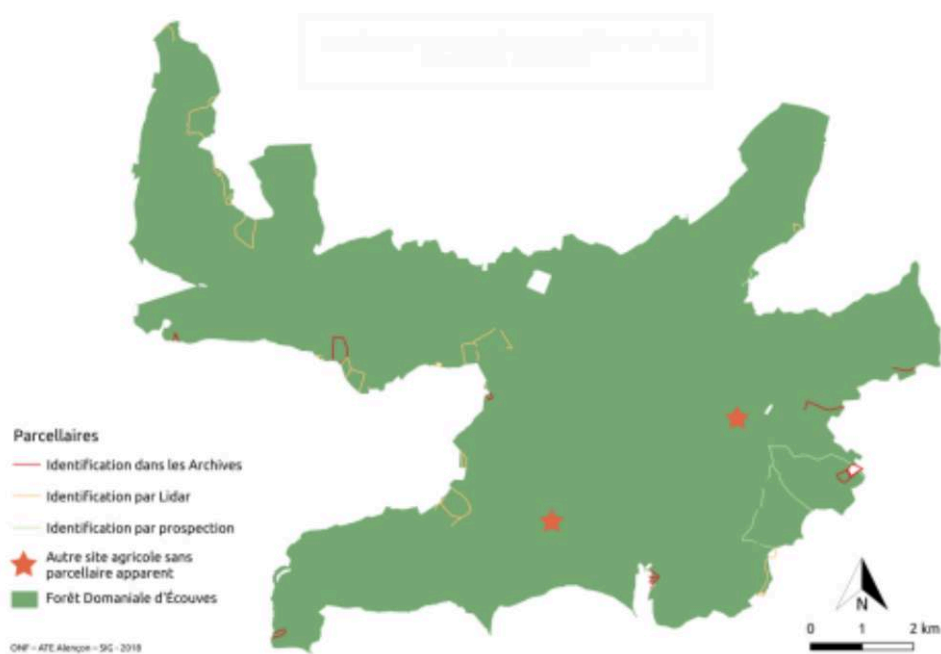 Parcellaires
Identification dans les Archives
Identification par Lidar
Identification par prospection
Autre site agricole sans
parcellaire apparent
Forêt Domaniale d'Écouves
ONF - ATE Alençon - SIG - 2018
N
0 1 2 km